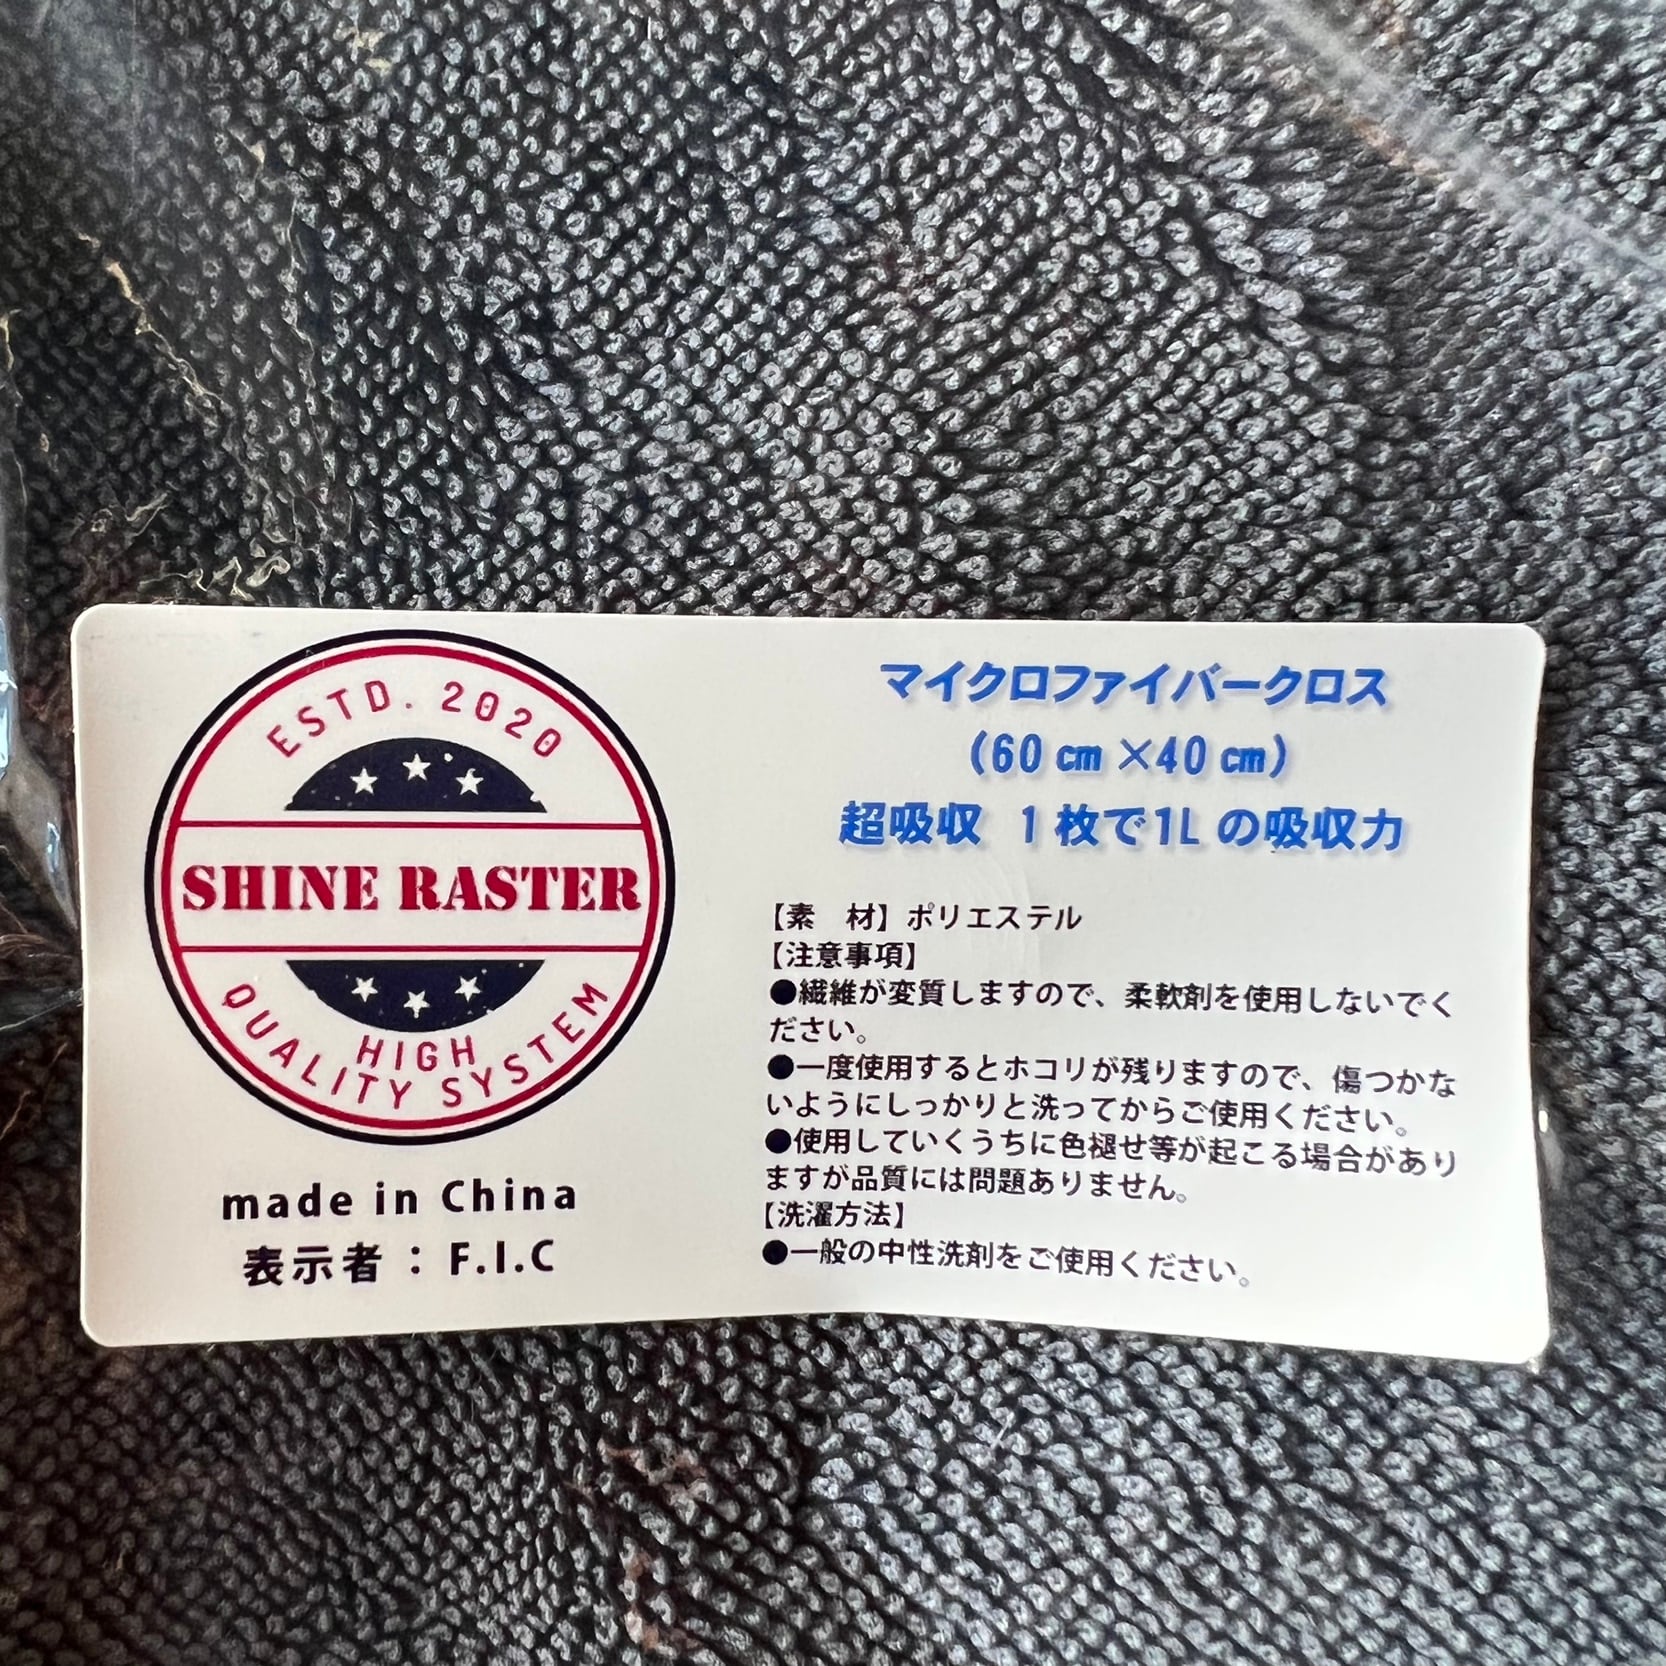 ESTD. 2020
SHINE RASTER
HIGH
QUALITY SYSTEM
made in China
表示者：F.I.C
マイクロファイバークロス
（60㎝×40㎝）
超吸収 1枚で1Lの吸収力
【素　材】ポリエステル
【注意事項】
●繊維が変質しますので、柔軟剤を使用しないでく
ださい。
●一度使用するとホコリが残りますので、傷つかな
いようにしっかりと洗ってからご使用ください。
●使用していくうちに色褪せ等が起こる場合があり
ますが品質には問題ありません。
【洗濯方法】
●一般の中性洗剤をご使用ください。